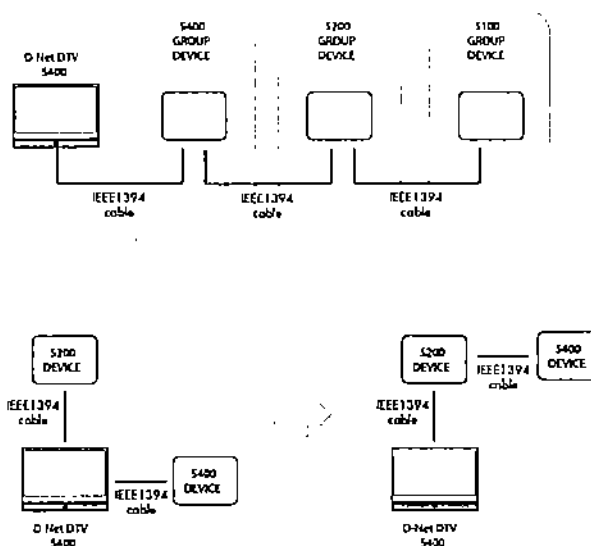 S400
GROUP
DEVICE
S200
GROUP
DEVICE
S100
GROUP
DEVICE
D-Net DTV
S400
IEEE1394
cable
IEEE1394
cable
IEEE1394
cable
S200
DEVICE
IEEE1394
cable
S400
DEVICE
IEEE1394
cable
D-Net DTV
S400
S200
DEVICE
S400
DEVICE
IEEE1394
cable
IEEE1394
cable
D-Net DTV
S400